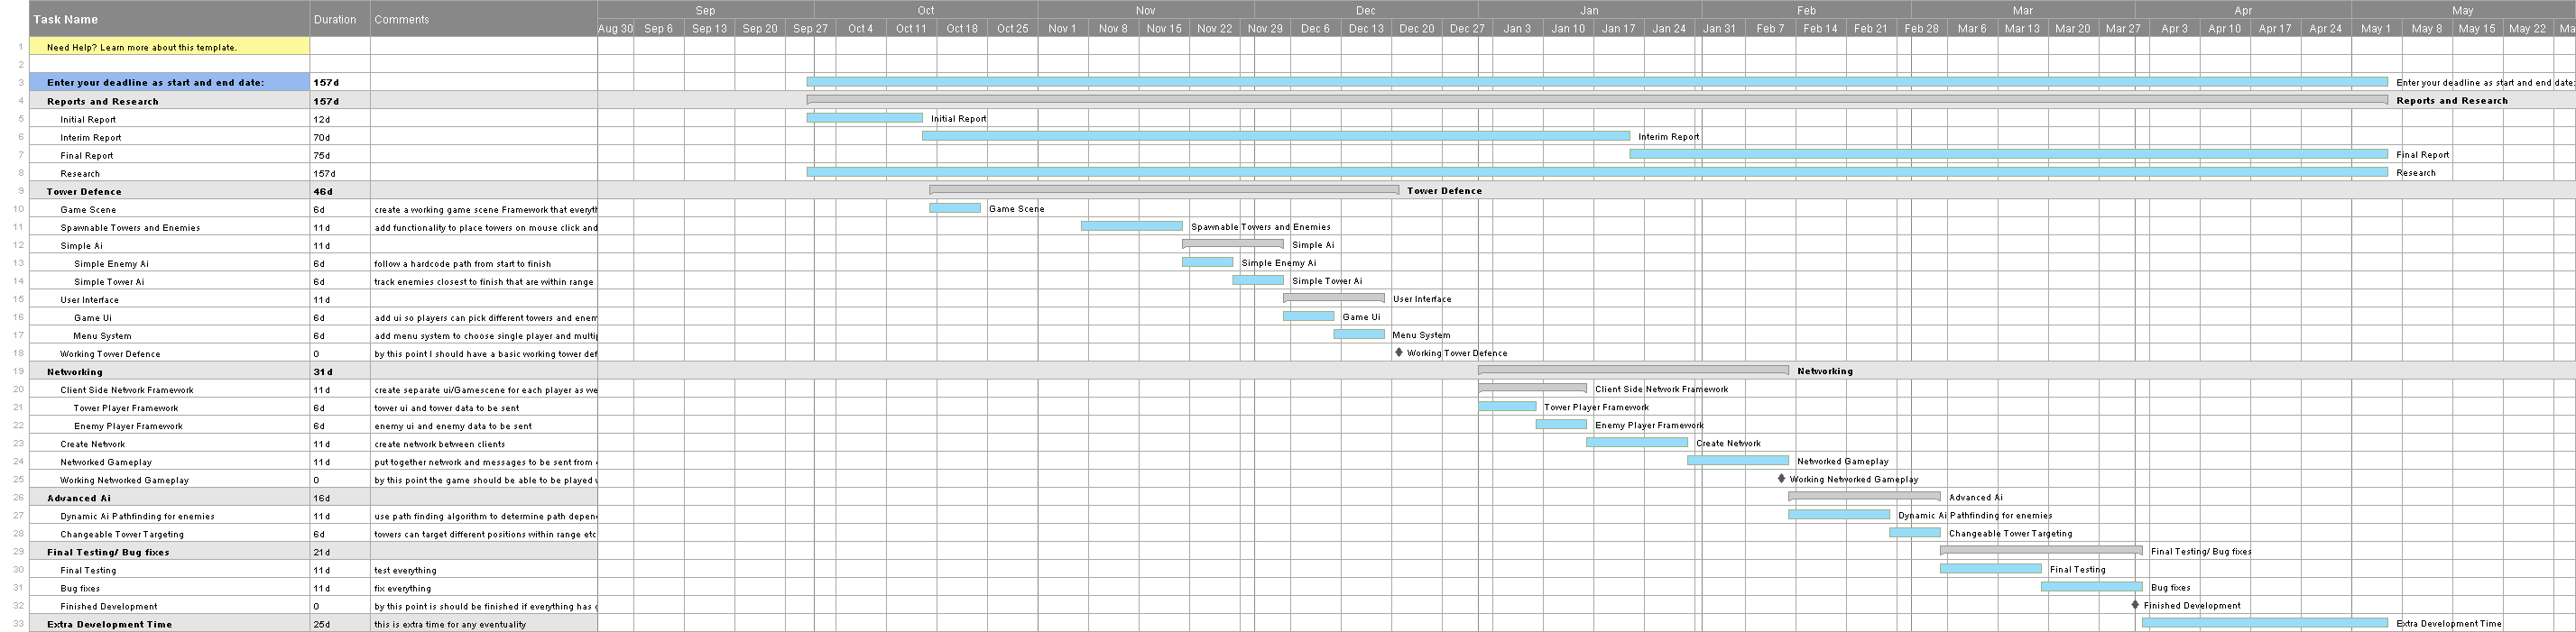 Task Name Duration Comments Sep Oct Nov Dec Jan Feb Mar Apr May
Aug 30 Sep 6 Sep 13 Sep 20 Sep 27 Oct 4 Oct 11 Oct 18 Oct 25 Nov 1 Nov 8 Nov 15 Nov 22 Nov 29 Dec 6 Dec 13 Dec 20 Dec 27 Jan 3 Jan 10 Jan 17 Jan 24 Jan 31 Feb 7 Feb 14 Feb 21 Feb 28 Mar 6 Mar 13 Mar 20 Mar 27 Apr 3 Apr 10 Apr 17 Apr 24 May 1 May 8 May 15 May 22 Ma
1 Need Help? Learn more about this template.
2
3 Enter your deadline as start and end date: 157d Enter your deadline as start and end date:
4 Reports and Research 157d Reports and Research
5 Initial Report 12d Initial Report
6 Interim Report 70d Interim Report
7 Final Report 75d Final Report
8 Research 157d Research
9 Tower Defence 46d Tower Defence
10 Game Scene 6d create a working game scene Framework that everyth Game Scene
11 Spawnable Towers and Enemies 11d add functionality to place towers on mouse click and Spawnable Towers and Enemies
12 Simple Ai 11d Simple Ai
13 Simple Enemy Ai 6d follow a hardcode path from start to finish Simple Enemy Ai
14 Simple Tower Ai 6d track enemies closest to finish that are within range Simple Tower Ai
15 User Interface 11d User Interface
16 Game Ui 6d add ui so players can pick different towers and enem Game Ui
17 Menu System 6d add menu system to choose single player and multip Menu System
18 Working Tower Defence 0 by this point I should have a basic working tower def Working Tower Defence
19 Networking 31d Networking
20 Client Side Network Framework 11d create separate ui/Gamescene for each player as we Client Side Network Framework
21 Tower Player Framework 6d tower ui and tower data to be sent Tower Player Framework
22 Enemy Player Framework 6d enemy ui and enemy data to be sent Enemy Player Framework
23 Create Network 11d create network between clients Create Network
24 Networked Gameplay 11d put together network and messages to be sent from Networked Gameplay
25 Working Networked Gameplay 0 by this point the game should be able to be played Working Networked Gameplay
26 Advanced Ai 16d Advanced Ai
27 Dynamic Ai Pathfinding for enemies 11d use path finding algorithm to determine path depen Dynamic Ai Pathfinding for enemies
28 Changeable Tower Targeting 6d towers can target different positions within range etc Changeable Tower Targeting
29 Final Testing/ Bug fixes 21d Final Testing/ Bug fixes
30 Final Testing 11d test everything Final Testing
31 Bug fixes 11d fix everything Bug fixes
32 Finished Development 0 by this point is should be finished if everything has Finished Development
33 Extra Development Time 25d this is extra time for any eventuality Extra Development Time